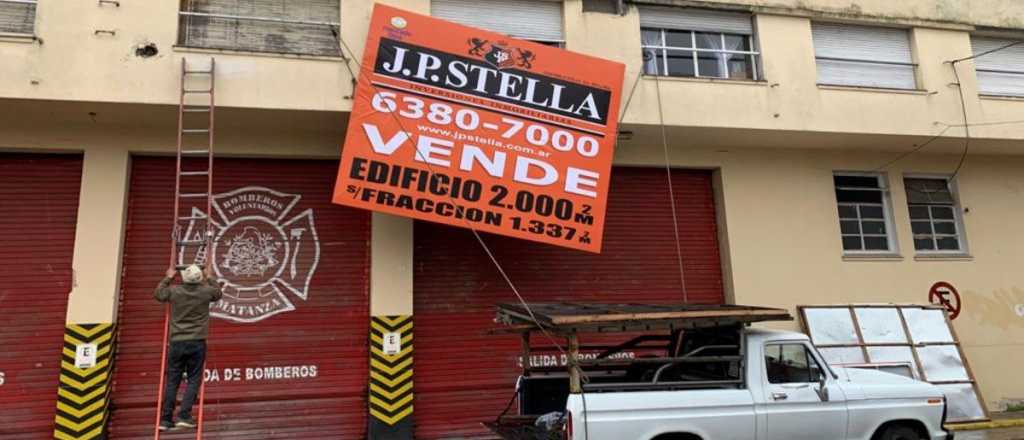 J.P.STELLA
INVERSIONES INMOBILIARIAS
6380-7000
www.jpstella.com.ar
VENDE
EDIFICIO 2.000 M2
s/FRACCION 1.337 M2
BOMBEROS
VOLUNTARIOS
MATANZA
SALIDA DE BOMBEROS
SALIDA DE BOMBEROS
E
E
E